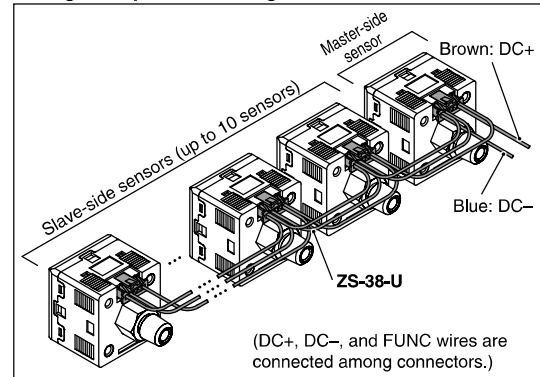 Master-side
sensor
Brown: DC+
Slave-side sensors (up to 10 sensors)
Blue: DC–
ZS-38-U
(DC+, DC–, and FUNC wires are
connected among connectors.)